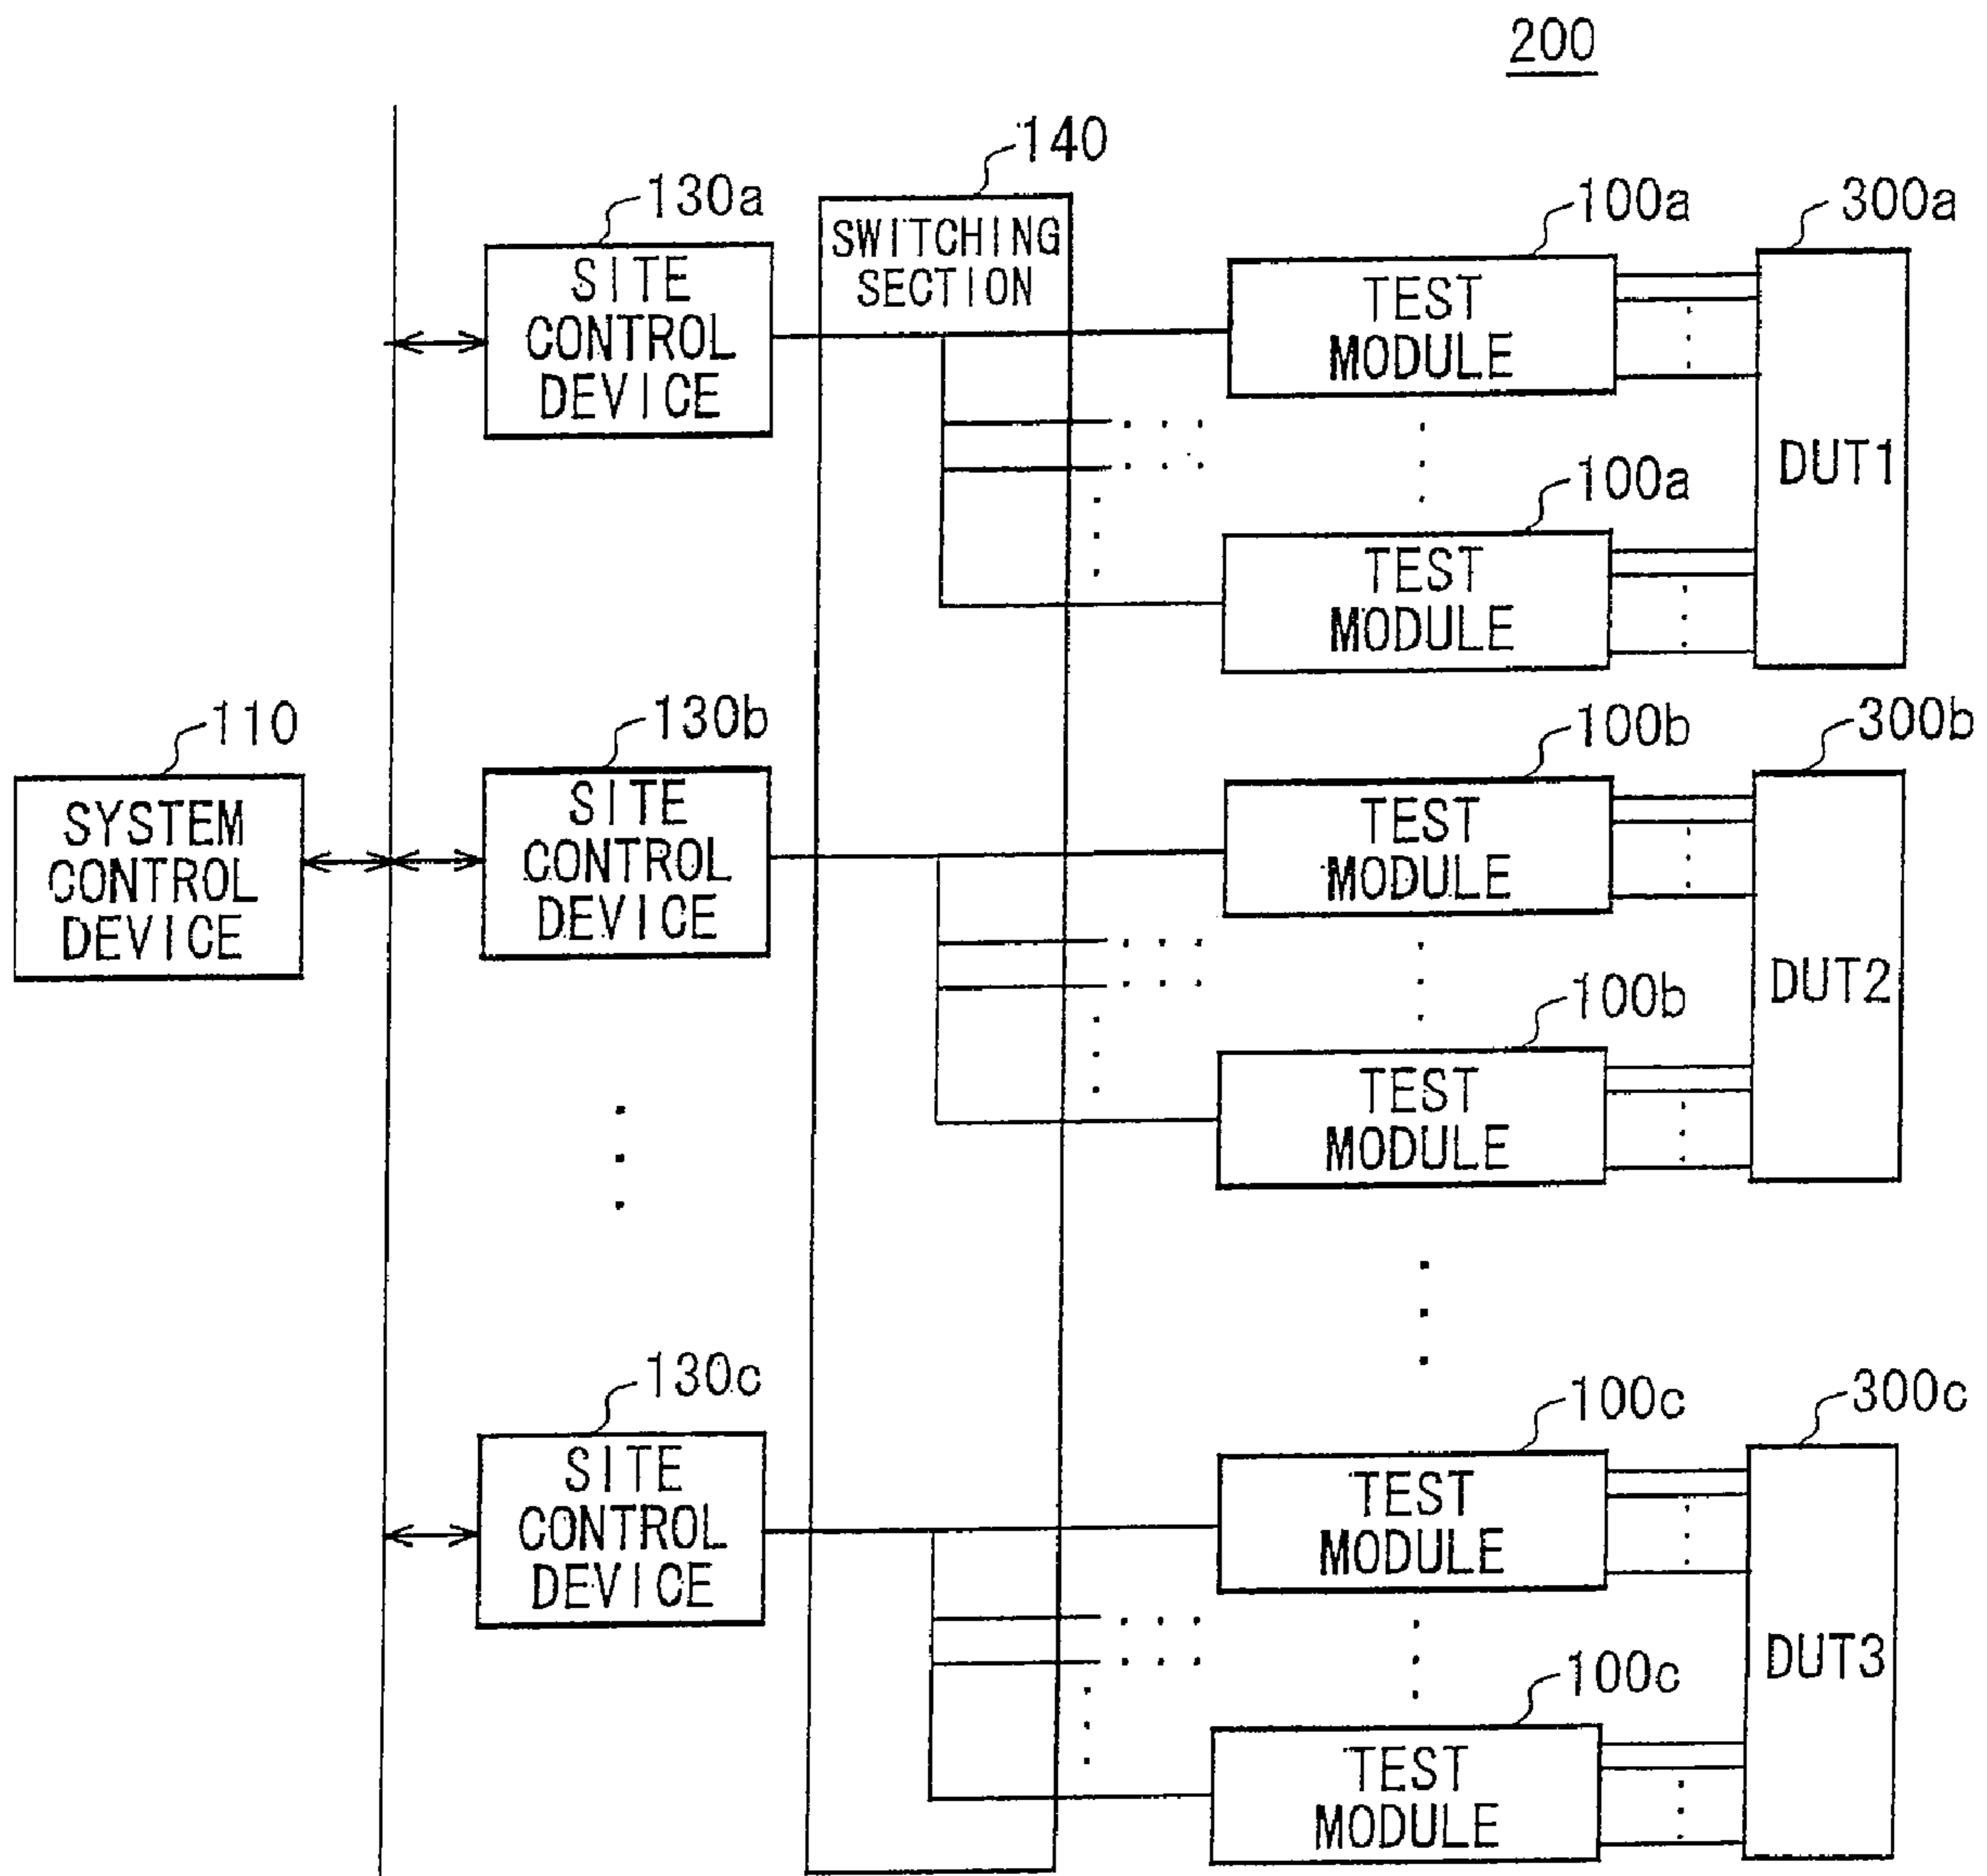 200
140
130a
100a
300a
SWITCHING
SECTION
SITE
CONTROL
DEVICE
TEST
MODULE
DUT1
100a
TEST
MODULE
110
130b
100b
300b
SYSTEM
CONTROL
DEVICE
SITE
CONTROL
DEVICE
TEST
MODULE
DUT2
100b
TEST
MODULE
130c
100c
300c
SITE
CONTROL
DEVICE
TEST
MODULE
DUT3
100c
TEST
MODULE